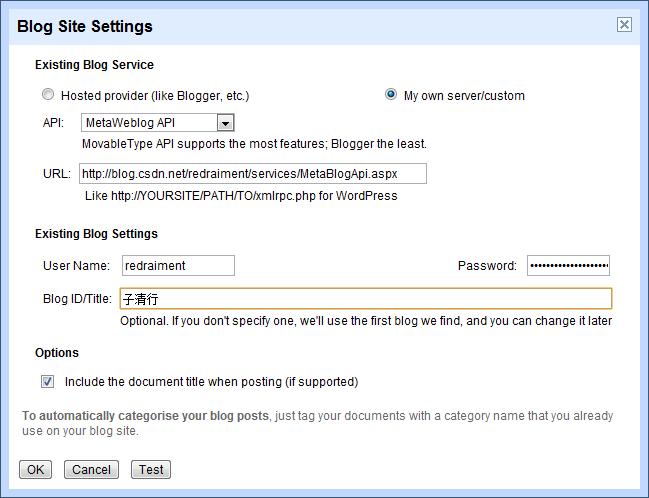 Blog Site Settings
Existing Blog Service
Hosted provider (like Blogger, etc.) My own server/custom
API: MetaWeblog API
MovableType API supports the most features; Blogger the least.
URL: http://blog.csdn.net/redraiment/services/MetaBlogApi.aspx
Like http://YOURSITE/PATH/TO/xmlrpc.php for WordPress
Existing Blog Settings
User Name: redraiment Password: ••••••••••••••••••••
Blog ID/Title: 子清行
Optional. If you don't specify one, we'll use the first blog we find, and you can change it later
Options
Include the document title when posting (if supported)
To automatically categorise your blog posts, just tag your documents with a category name that you already
use on your blog site.
OK Cancel Test